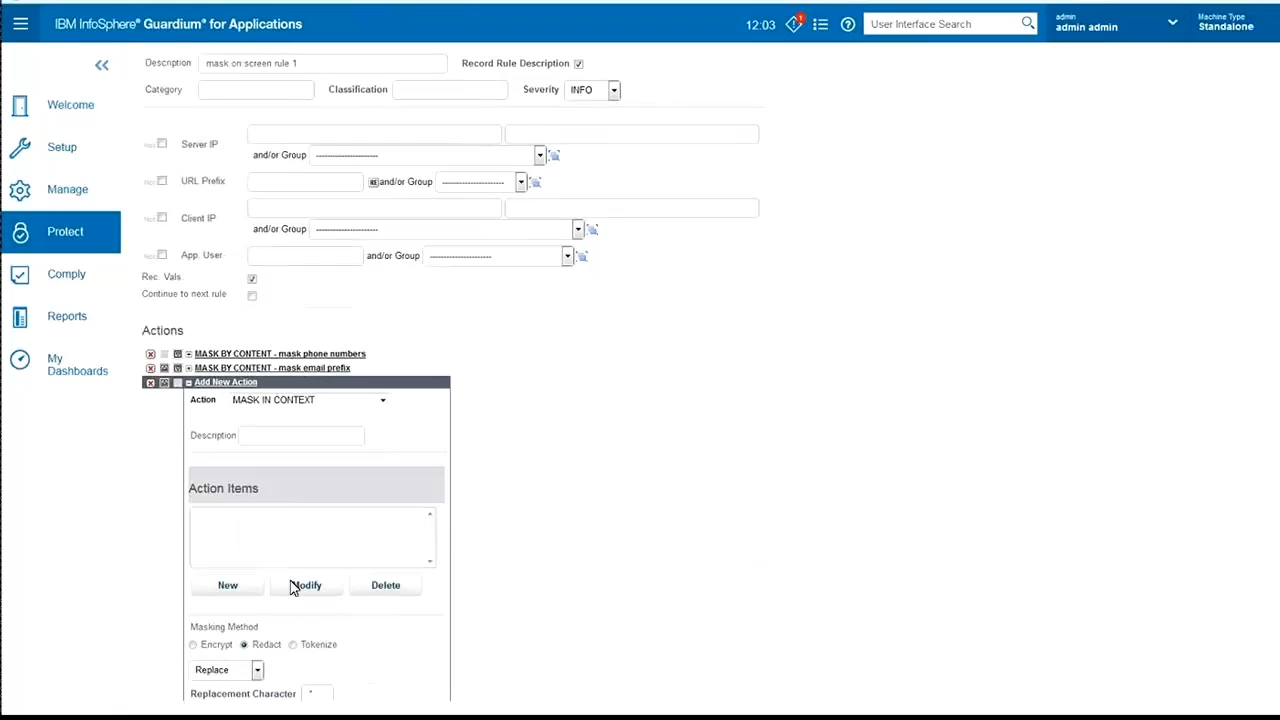 IBM InfoSphere® Guardium® for Applications
12:03
1
User Interface Search
admin
admin admin
Machine Type
Standalone
Description mask on screen rule 1 Record Rule Description
Category Classification Severity INFO
Welcome
Setup
Manage
Protect
Comply
Reports
My
Dashboards
Not Server IP
and/or Group --------------------
Not URL Prefix and/or Group --------------------
Not Client IP
and/or Group --------------------
Not App. User and/or Group --------------------
Rec. Vals
Continue to next rule
Actions
MASK BY CONTENT - mask phone numbers
MASK BY CONTENT - mask email prefix
Add New Action
Action MASK IN CONTEXT
Description
Action Items
New Modify Delete
Masking Method
Encrypt Redact Tokenize
Replace
Replacement Character *